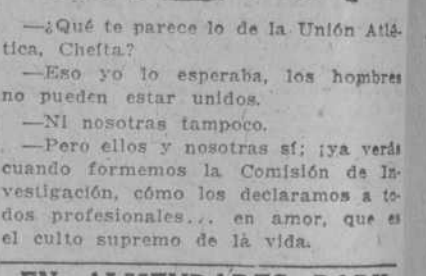 —¿Qué te parece lo de la Unión Atlé-
tica, Cheita?
—Eso yo lo esperaba, los hombres
no pueden estar unidos.
—Ni nosotras tampoco.
—Pero ellos y nosotras sí; ¡ya verás
cuando formemos la Comisión de In-
vestigación, cómo los declaramos a to-
dos profesionales... en amor, que es
el culto supremo de la vida.